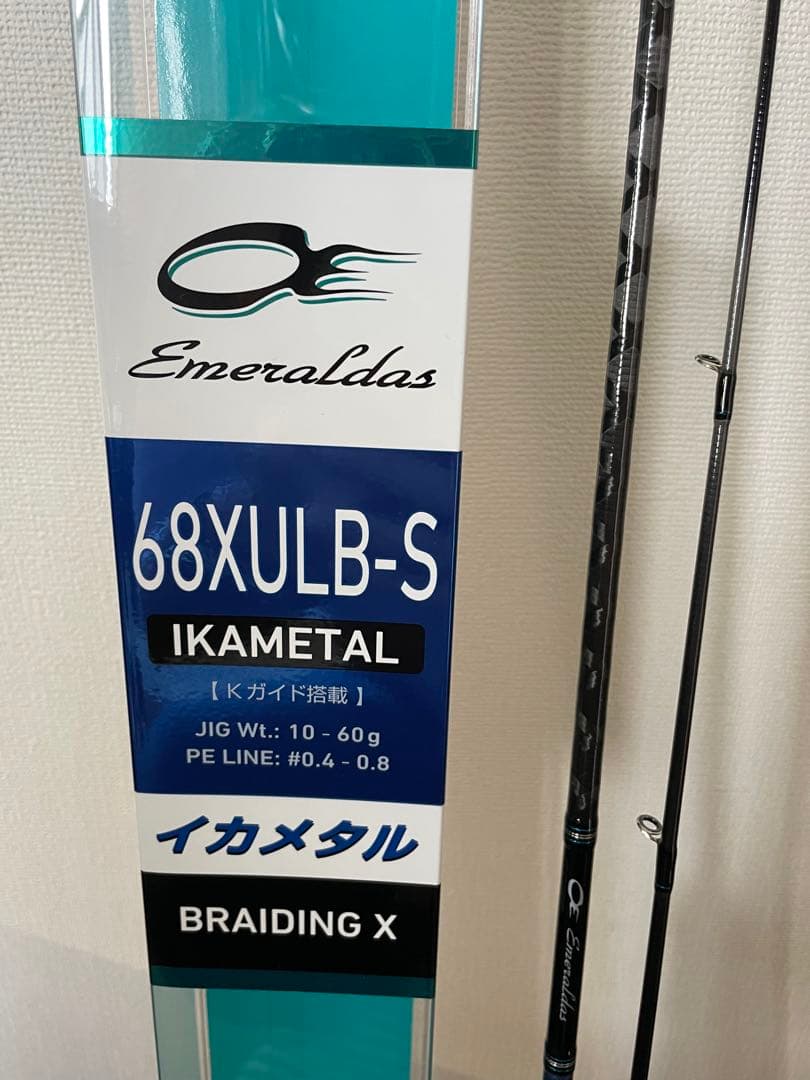 Emeraldas
68XULB-S
IKAMETAL
【 Kガイド搭載 】
JIG Wt.: 10 - 60g
PE LINE: #0.4 - 0.8
イカメタル
BRAIDING X
Emeraldas